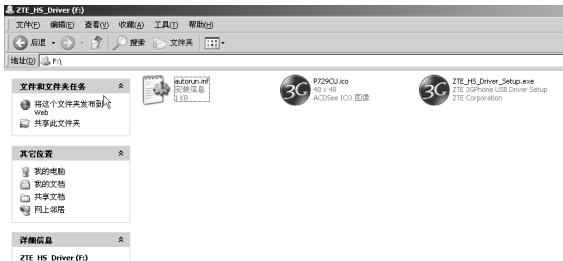 ZTE_HS_Driver (F:)
文件(F) 编辑(E) 查看(V) 收藏(A) 工具(T) 帮助(H)
后退 搜索 文件夹
地址(D) F:\
文件和文件夹任务
将这个文件夹发布到
Web
共享此文件夹
其它位置
我的电脑
我的文档
共享文档
网上邻居
详细信息
ZTE_HS_Driver (F:)
autorun.inf
安装信息
1 KB
3G
P729CU.ico
48 x 48
ACDSee ICO 图像
3G
ZTE_HS_Driver_Setup.exe
ZTE 3GPhone USB Driver Setup
ZTE Corporation